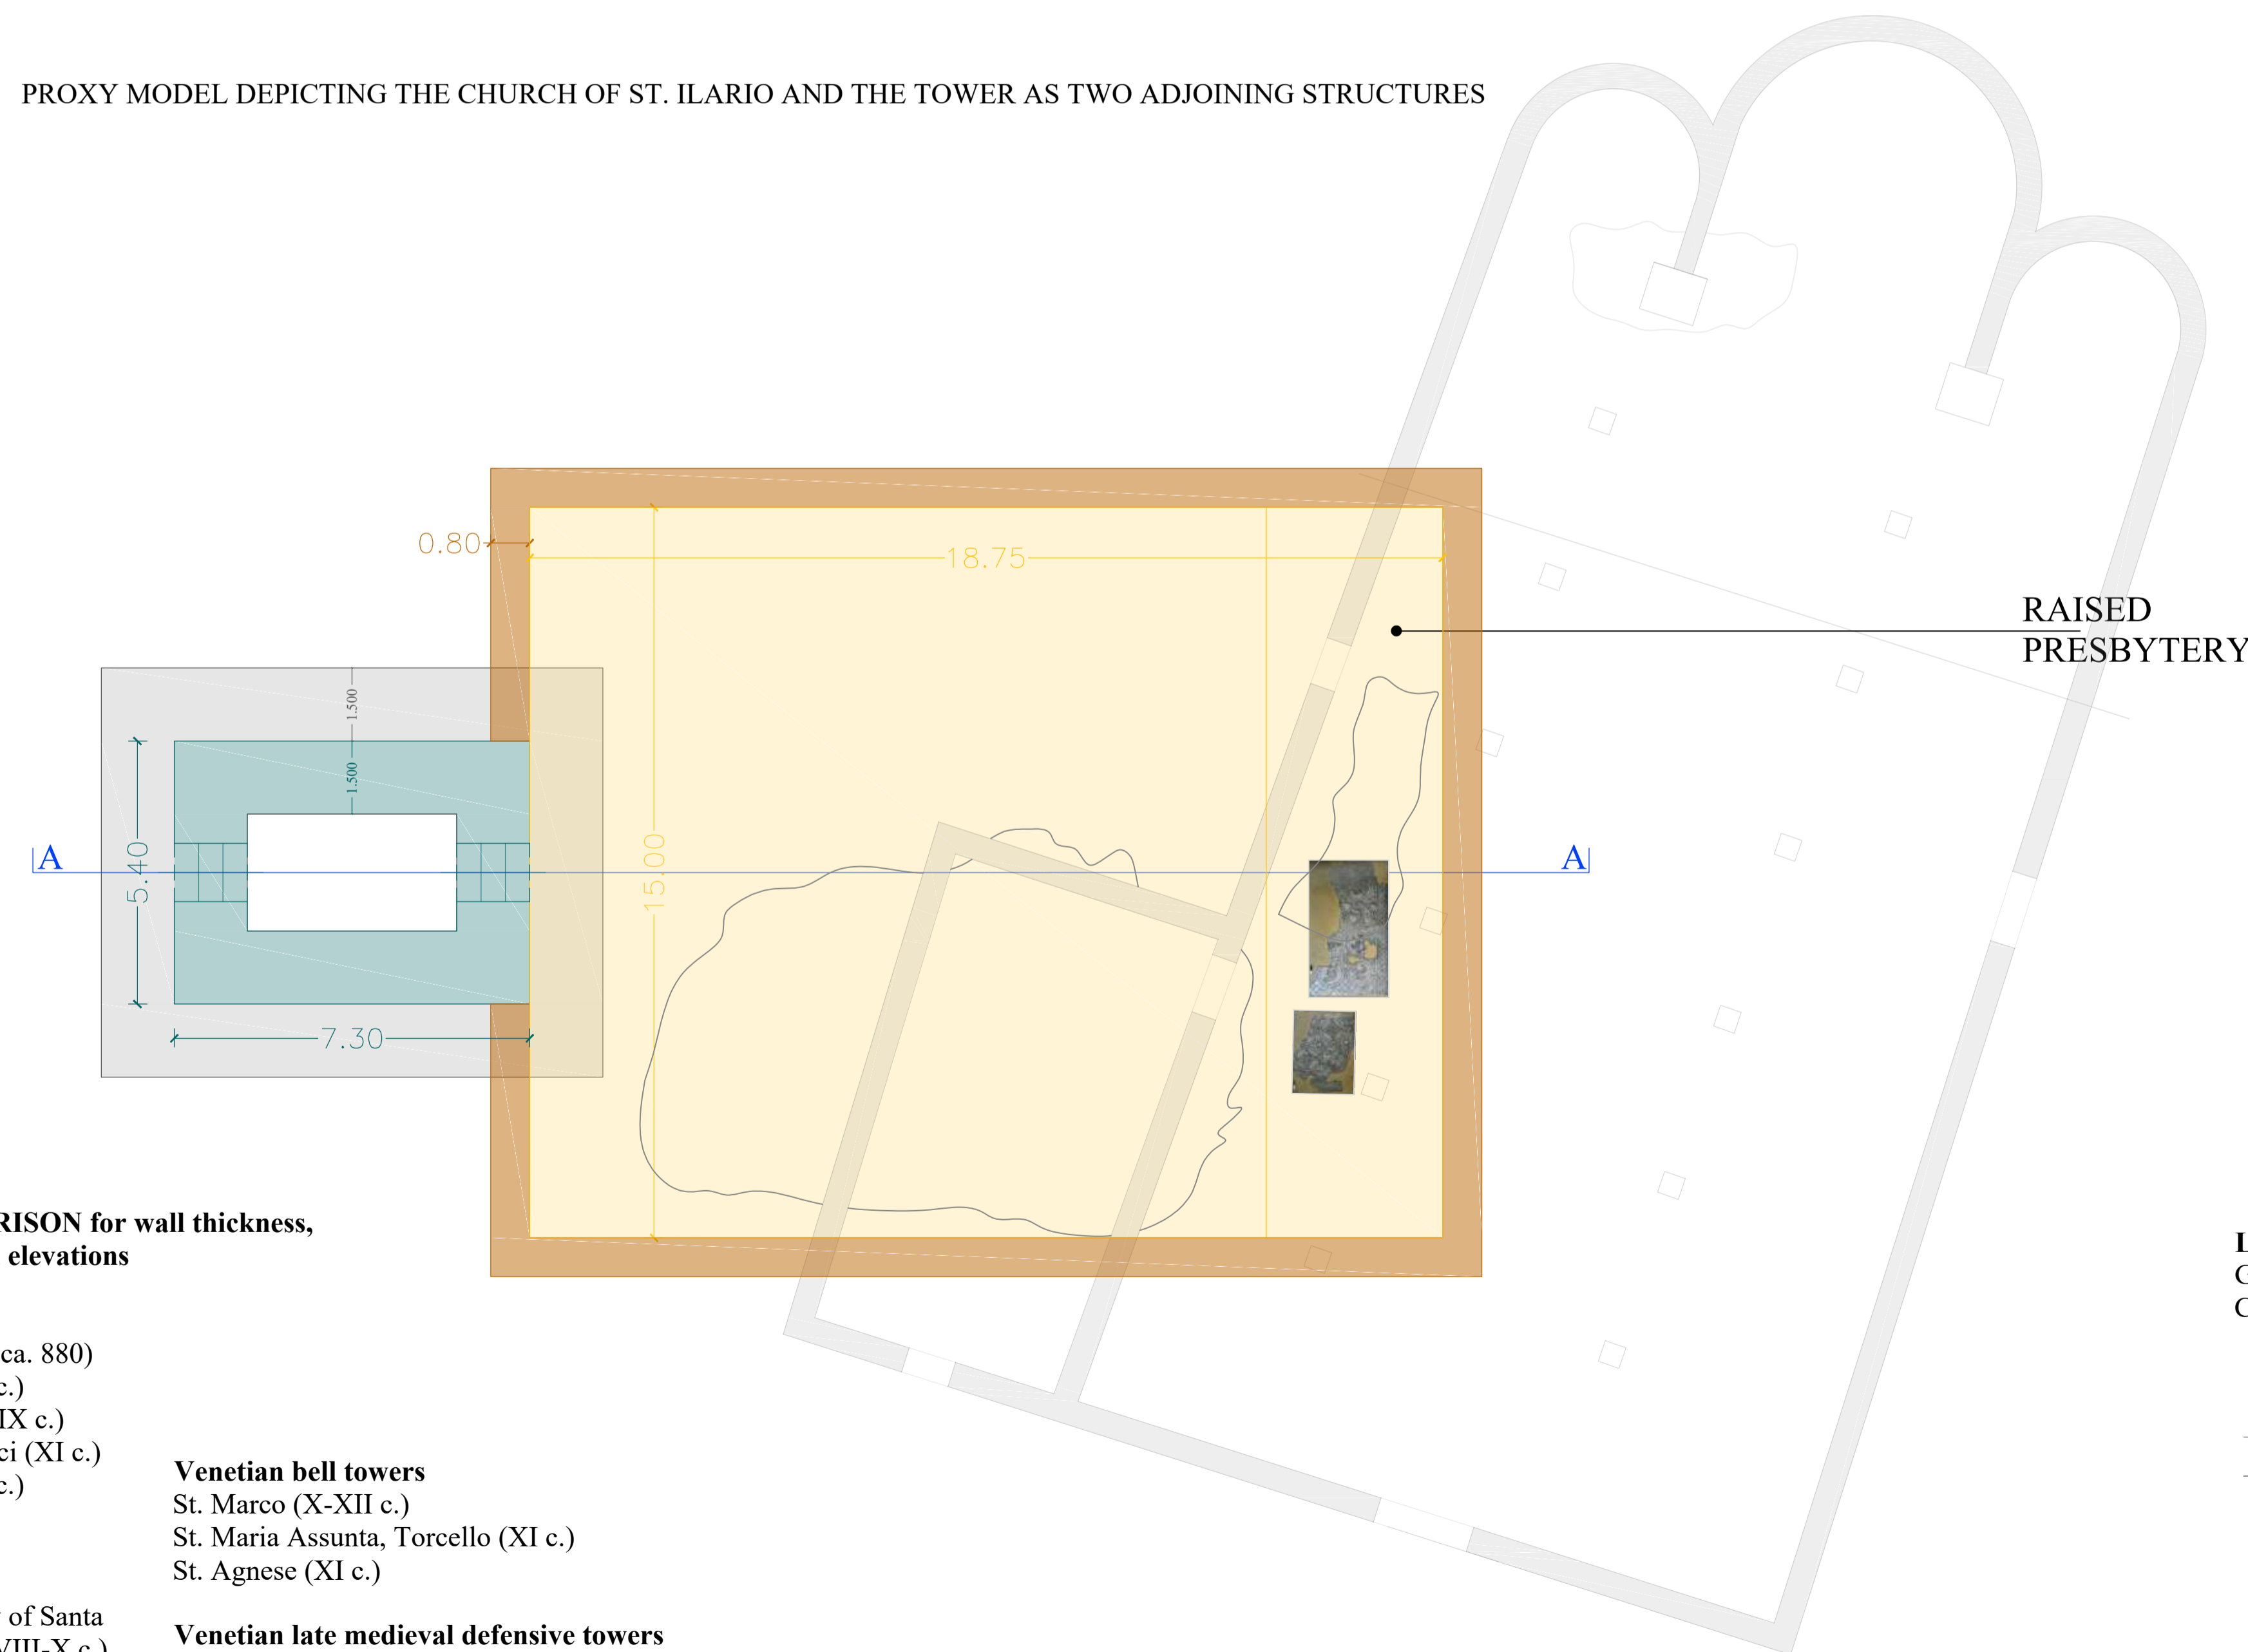 PROXY MODEL DEPICTING THE CHURCH OF ST. ILARIO AND THE TOWER AS TWO ADJOINING STRUCTURES
0.80
18.75
RAISED
PRESBYTERY
1.500
1.500
A
A
5.40
15.00
7.30
RISON for wall thickness,
elevations
ca. 880)
c.)
IX c.)
ci (XI c.)
c.)
Venetian bell towers
St. Marco (X-XII c.)
St. Maria Assunta, Torcello (XI c.)
St. Agnese (XI c.)
of Santa
VIII-X c.)
Venetian late medieval defensive towers
L
G
C